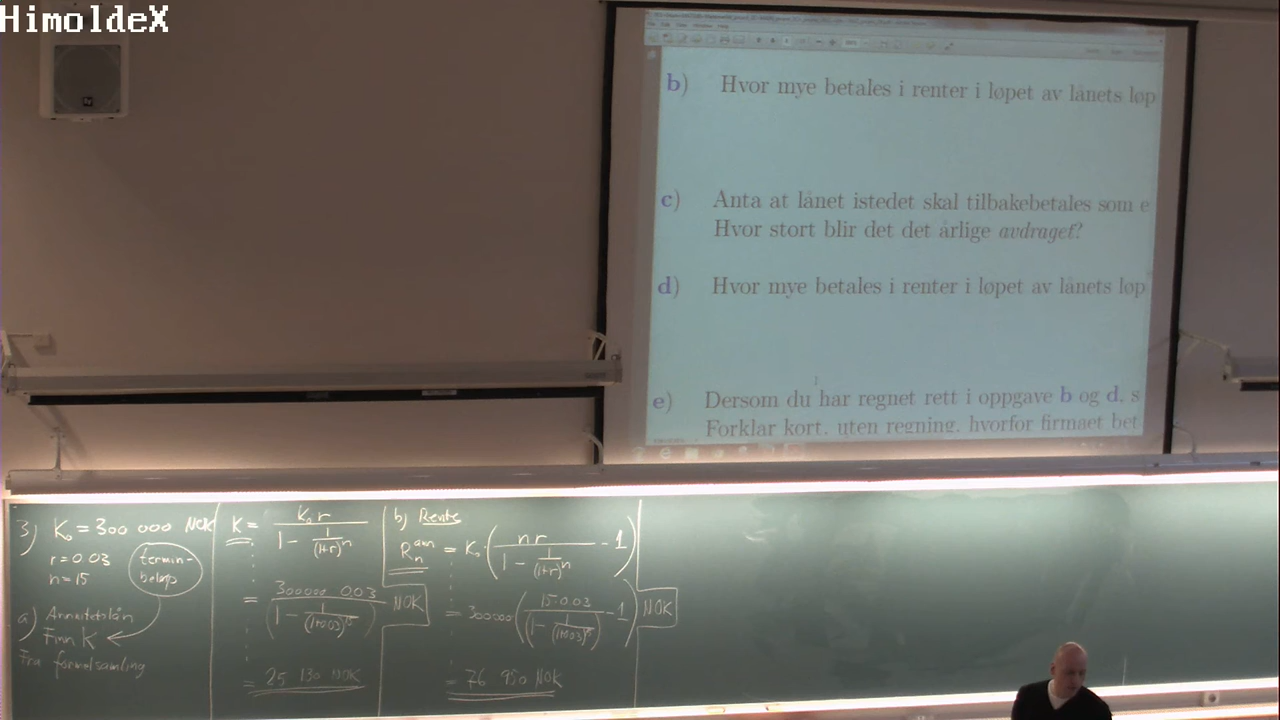 HimoldeX
b) Hvor mye betales i renter i løpet av lånets løp
c) Anta at lånet istedet skal tilbakebetales som e
Hvor stort blir det det årlige avdraget?
d) Hvor mye betales i renter i løpet av lånets løp
e) Dersom du har regnet rett i oppgave b og d, s
Forklar kort, uten regning, hvorfor firmaet bet
3) K₀ = 300 000 NOK
r = 0.03
n = 15
termin-
beløp
a) Annuitetslån
Finn K
Fra formelsamling
K = K₀ r / (1 - 1/(1+r)ⁿ)
= 300000 · 0.03 / (1 - 1/(1+0.03)¹⁵) NOK
= 25 130 NOK
b) Rente
Rₙᵃⁿⁿ = K₀ · (n r / (1 - 1/(1+r)ⁿ) - 1)
= 300000 (15·0.03 / (1 - 1/(1+0.03)¹⁵) - 1) NOK
= 76 950 NOK